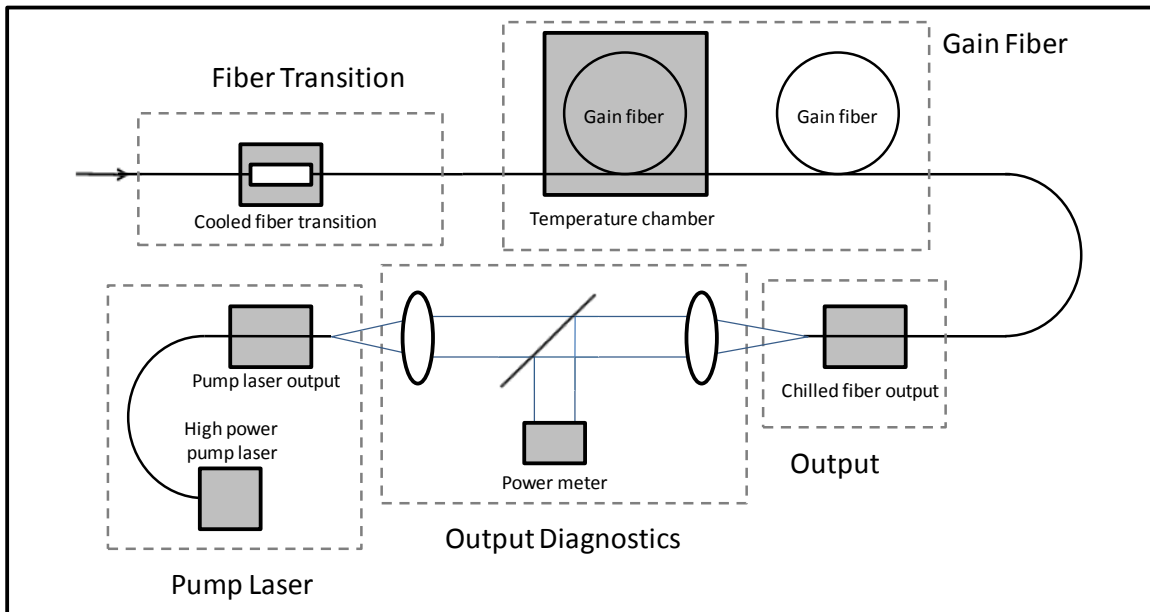 Gain Fiber
Fiber Transition
Gain fiber
Gain fiber
Cooled fiber transition
Temperature chamber
Pump laser output
Chilled fiber output
High power
pump laser
Power meter
Output
Output Diagnostics
Pump Laser